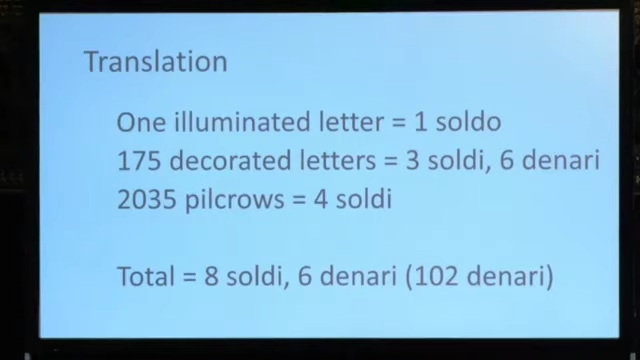 Translation
One illuminated letter = 1 soldo
175 decorated letters = 3 soldi, 6 denari
2035 pilcrows = 4 soldi
Total = 8 soldi, 6 denari (102 denari)